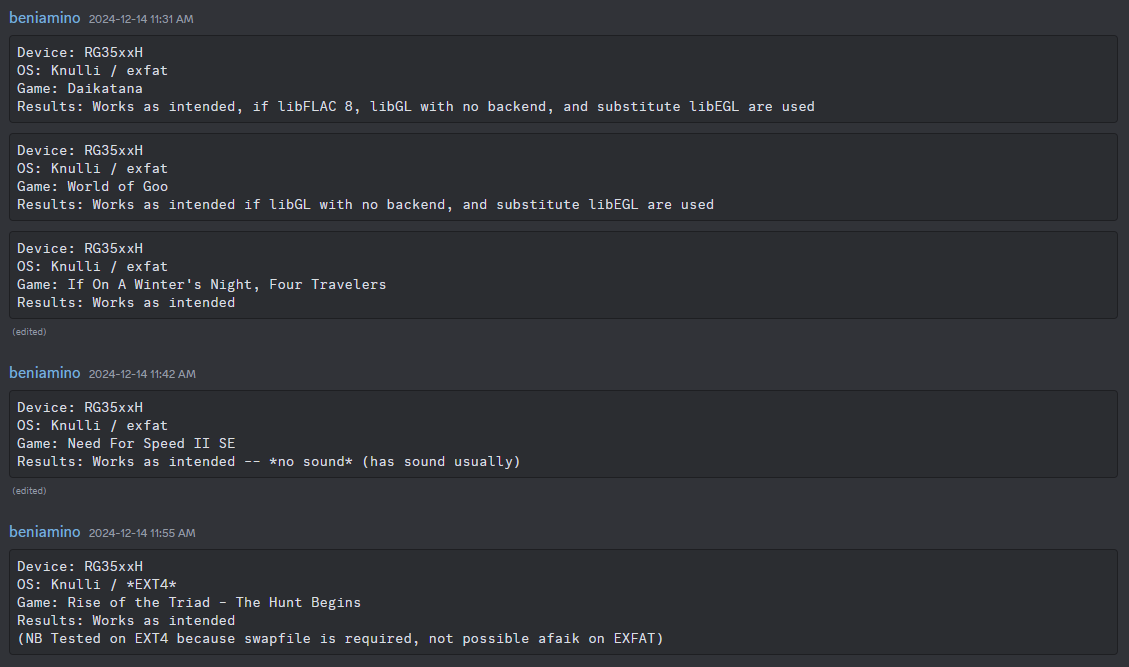 beniamino 2024-12-14 11:31 AM
Device: RG35xxH
OS: Knulli / exfat
Game: Daikatana
Results: Works as intended, if libFLAC 8, libGL with no backend, and substitute libEGL are used
Device: RG35xxH
OS: Knulli / exfat
Game: World of Goo
Results: Works as intended if libGL with no backend, and substitute libEGL are used
Device: RG35xxH
OS: Knulli / exfat
Game: If On A Winter's Night, Four Travelers
Results: Works as intended
(edited)
beniamino 2024-12-14 11:42 AM
Device: RG35xxH
OS: Knulli / exfat
Game: Need For Speed II SE
Results: Works as intended -- *no sound* (has sound usually)
(edited)
beniamino 2024-12-14 11:55 AM
Device: RG35xxH
OS: Knulli / *EXT4*
Game: Rise of the Triad - The Hunt Begins
Results: Works as intended
(NB Tested on EXT4 because swapfile is required, not possible afaik on EXFAT)